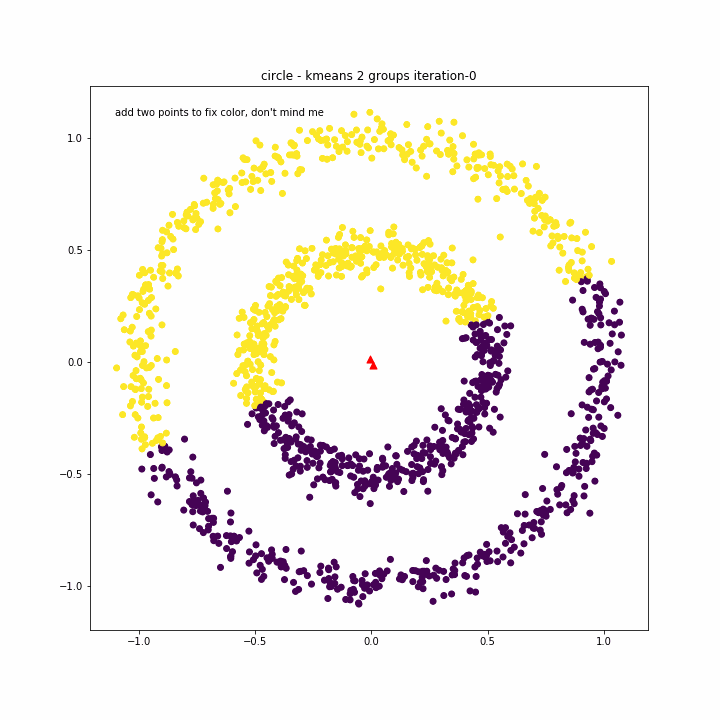 circle - kmeans 2 groups iteration-0
add two points to fix color, don't mind me
1.0
0.5
0.0
−0.5
−1.0
−1.0 −0.5 0.0 0.5 1.0